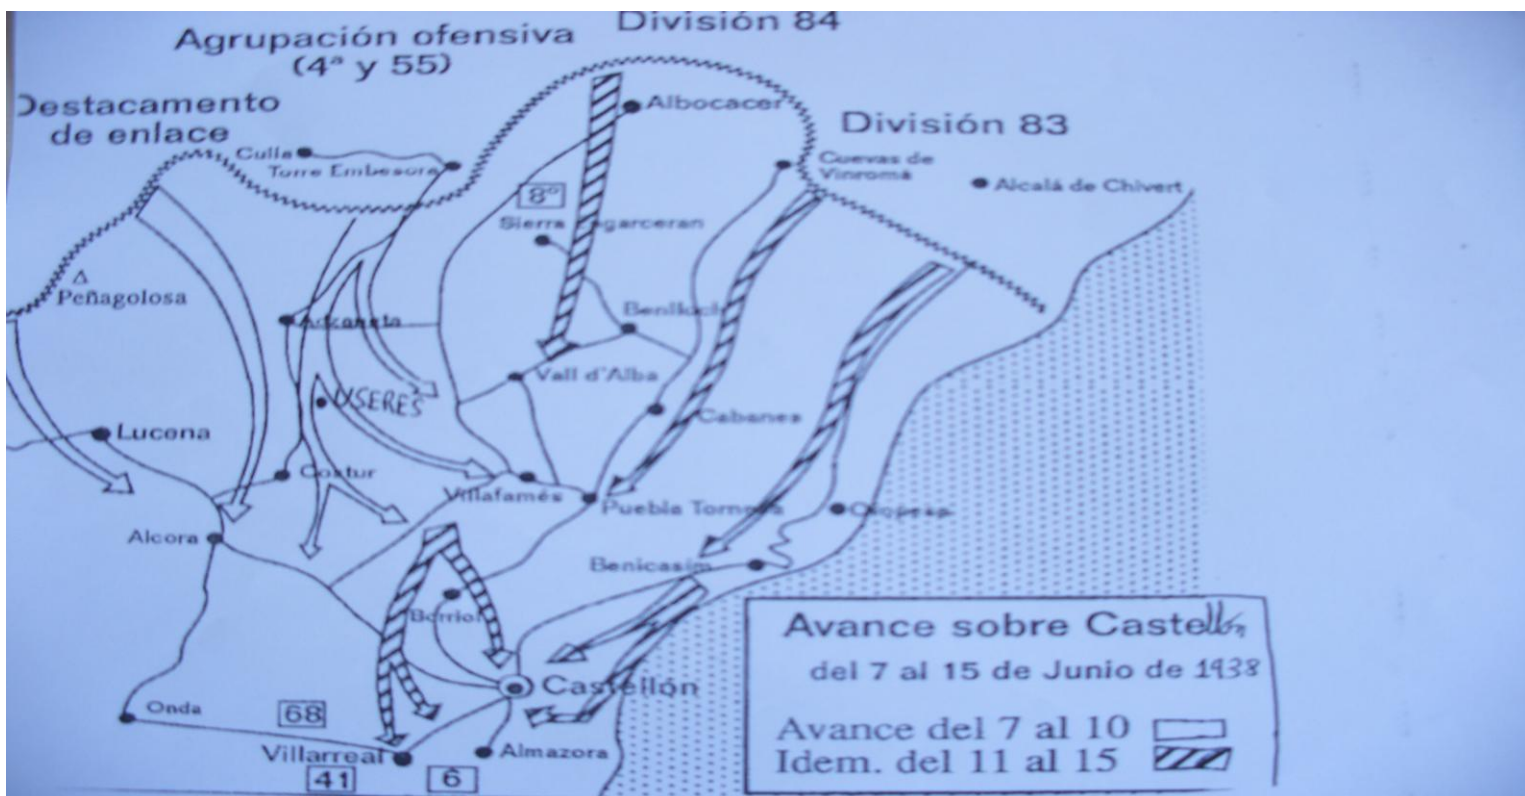 División 84
Agrupación ofensiva
(4ª y 55)
Destacamento
de enlace
División 83
Albocacer
Culla
Torre Embesora
Cuevas de
Vinromá
Alcalá de Chivert
8º
Sierra
Peñagolosa
Benlloch
Vall d'Alba
USERES
Cabanes
Lucena
Costur
Villafamés
Puebla Tornesa
Oropesa
Alcora
Benicasim
Borriol
Castellón
Onda
68
Villarreal
Almazora
41
6
Avance sobre Castellón
del 7 al 15 de Junio de 1938
Avance del 7 al 10
Idem. del 11 al 15